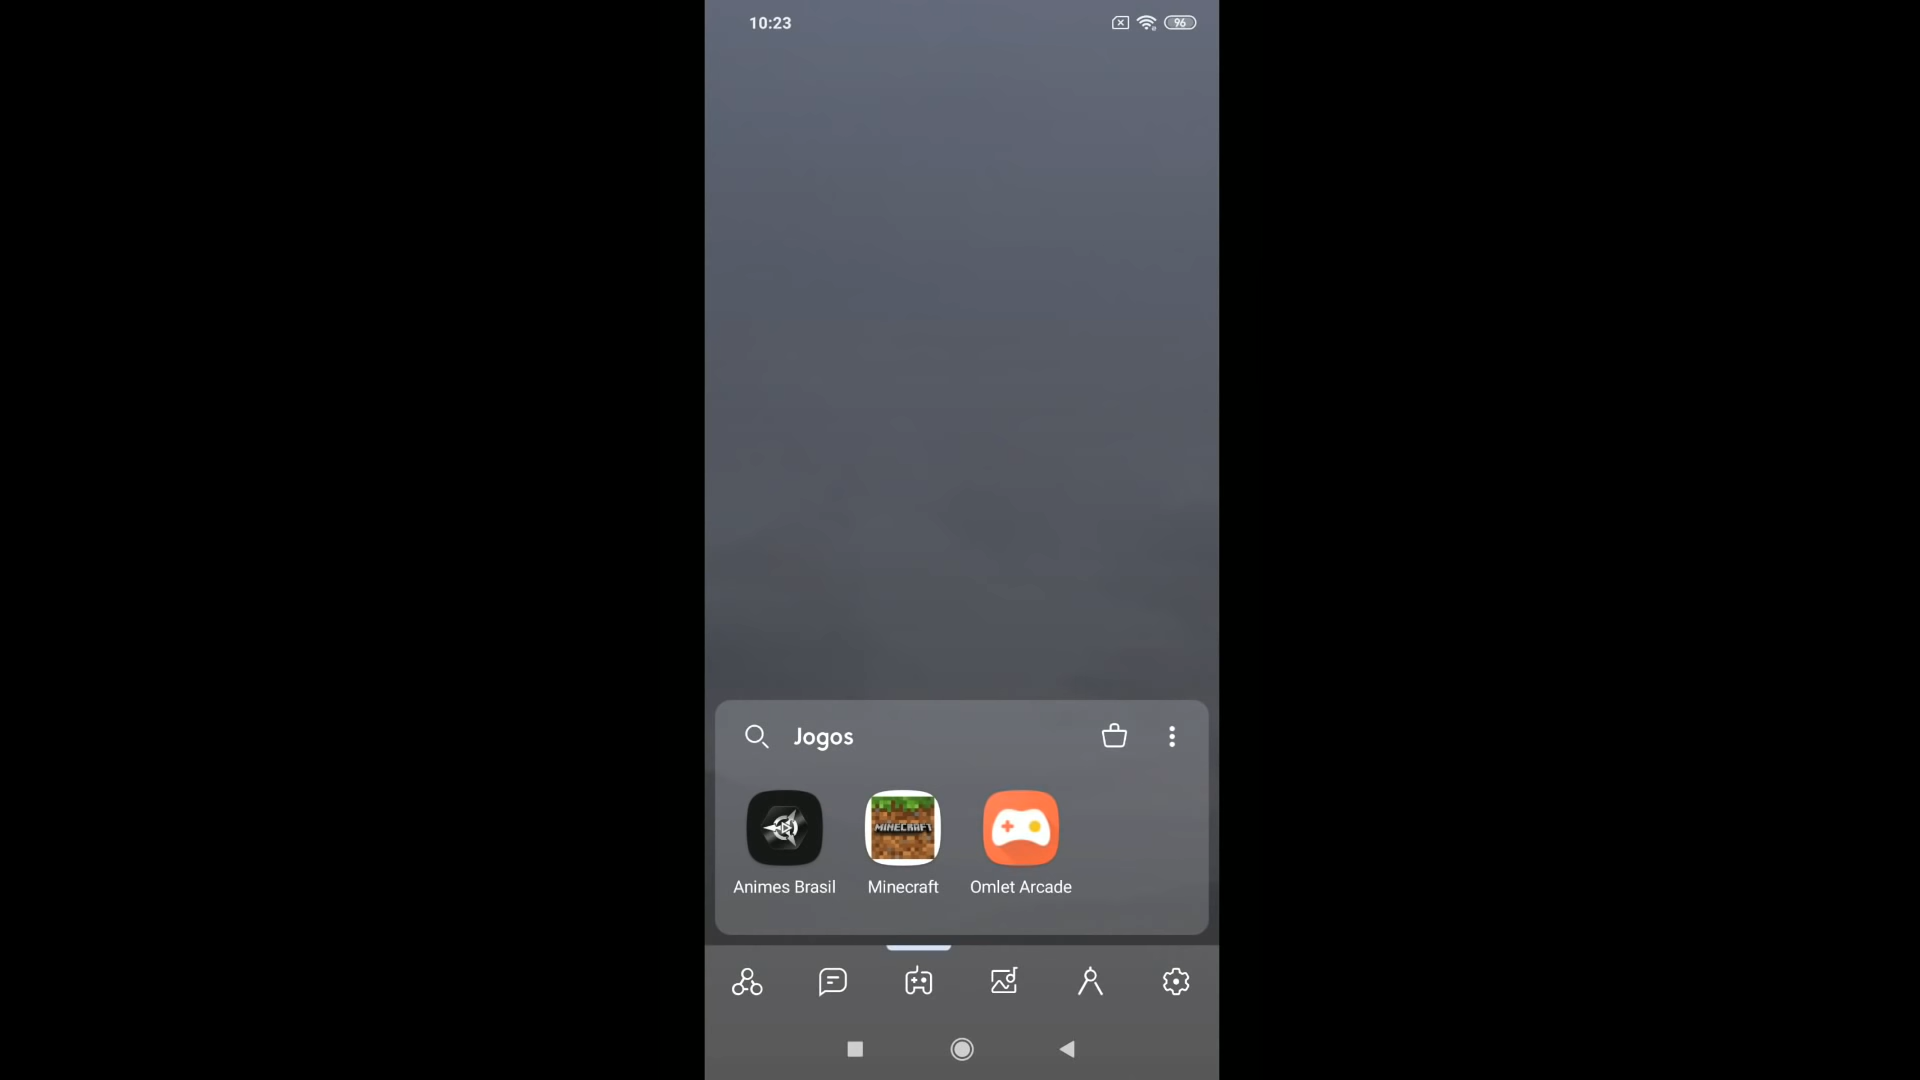 10:23
96
Jogos
MINECRAFT
Animes Brasil
Minecraft
Omlet Arcade